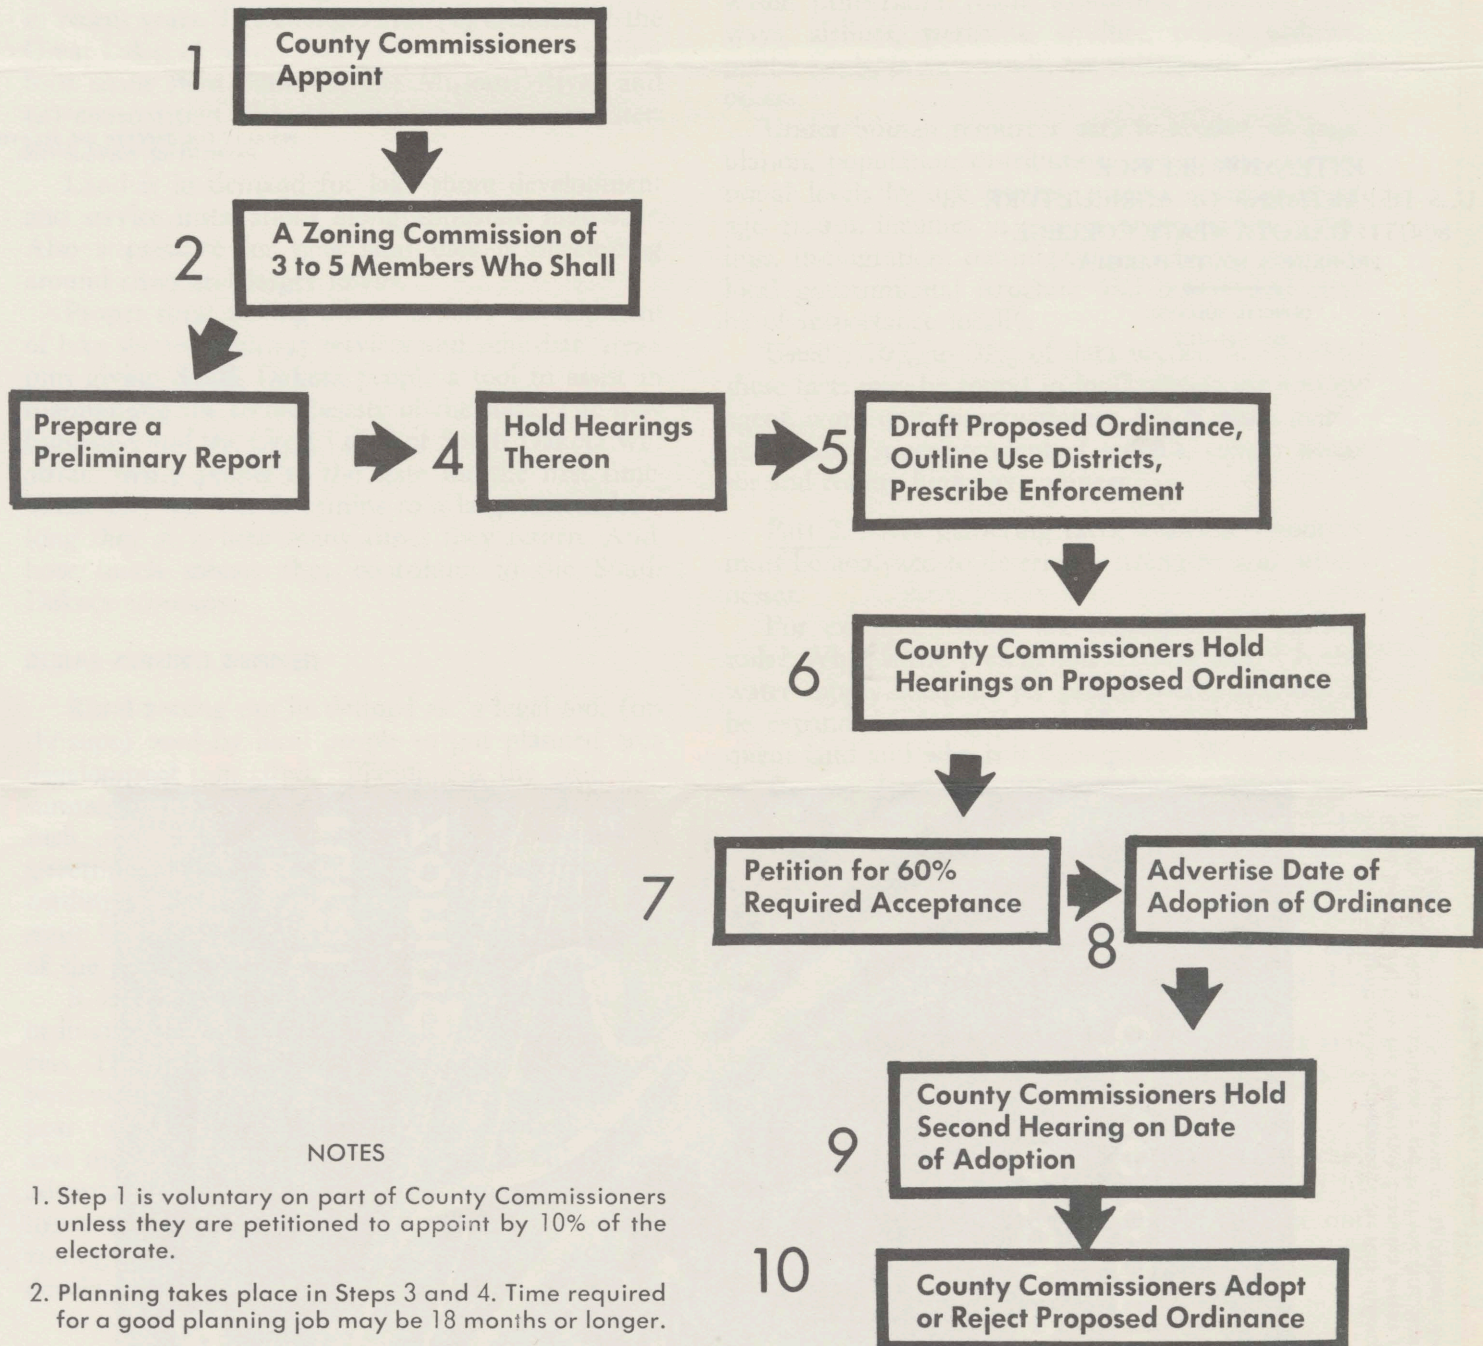 1
County Commissioners
Appoint
2
A Zoning Commission of
3 to 5 Members Who Shall
Prepare a
Preliminary Report
4
Hold Hearings
Thereon
5
Draft Proposed Ordinance,
Outline Use Districts,
Prescribe Enforcement
6
County Commissioners Hold
Hearings on Proposed Ordinance
7
Petition for 60%
Required Acceptance
8
Advertise Date of
Adoption of Ordinance
9
County Commissioners Hold
Second Hearing on Date
of Adoption
10
County Commissioners Adopt
or Reject Proposed Ordinance
NOTES
1. Step 1 is voluntary on part of County Commissioners
unless they are petitioned to appoint by 10% of the
electorate.
2. Planning takes place in Steps 3 and 4. Time required
for a good planning job may be 18 months or longer.